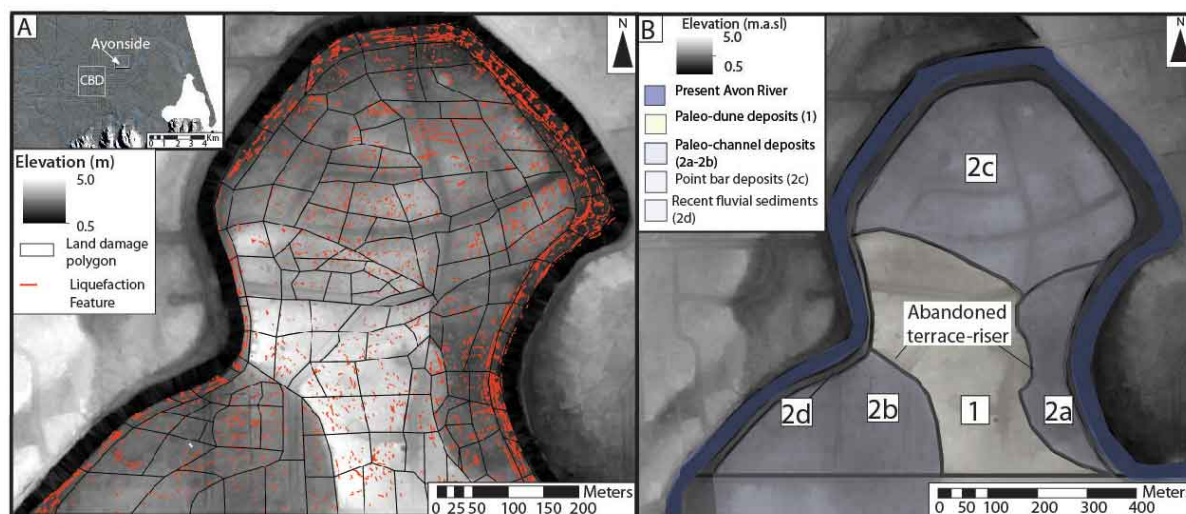 A
Avonside
CBD
0 1 2 3 4
Km
Elevation (m)
5.0
0.5
Land damage
polygon
Liquefaction
Feature
N
Meters
0 25 50 100 150 200
B
Elevation (m.a.sl)
5.0
0.5
Present Avon River
Paleo-dune deposits (1)
Paleo-channel deposits
(2a-2b)
Point bar deposits (2c)
Recent fluvial sediments
(2d)
N
2c
Abandoned
terrace-riser
2d
2b
1
2a
Meters
0 50 100 200 300 400